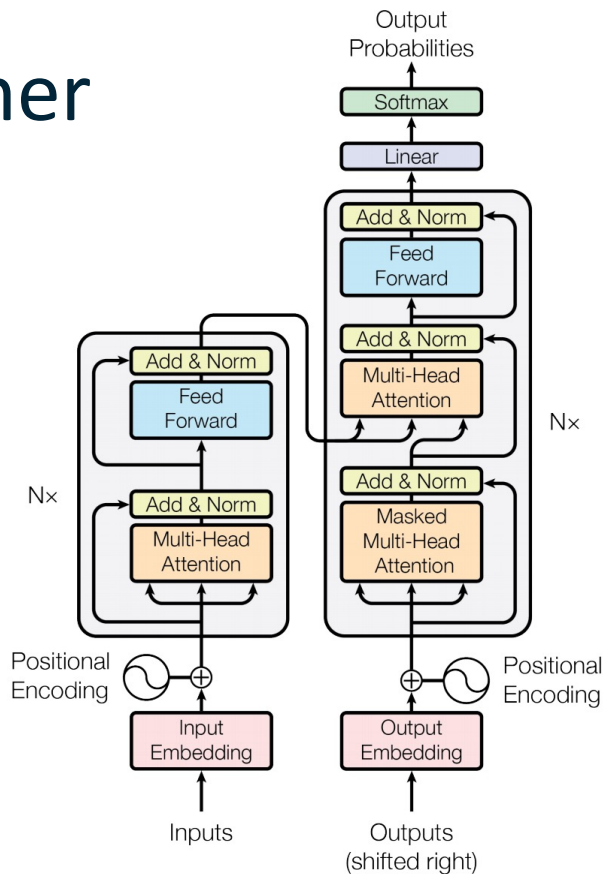 ner
Output
Probabilities
Softmax
Linear
Add & Norm
Feed
Forward
Add & Norm
Multi-Head
Attention
Nx
Add & Norm
Masked
Multi-Head
Attention
Add & Norm
Feed
Forward
Nx
Add & Norm
Multi-Head
Attention
Positional
Encoding
Positional
Encoding
Input
Embedding
Output
Embedding
Inputs
Outputs
(shifted right)